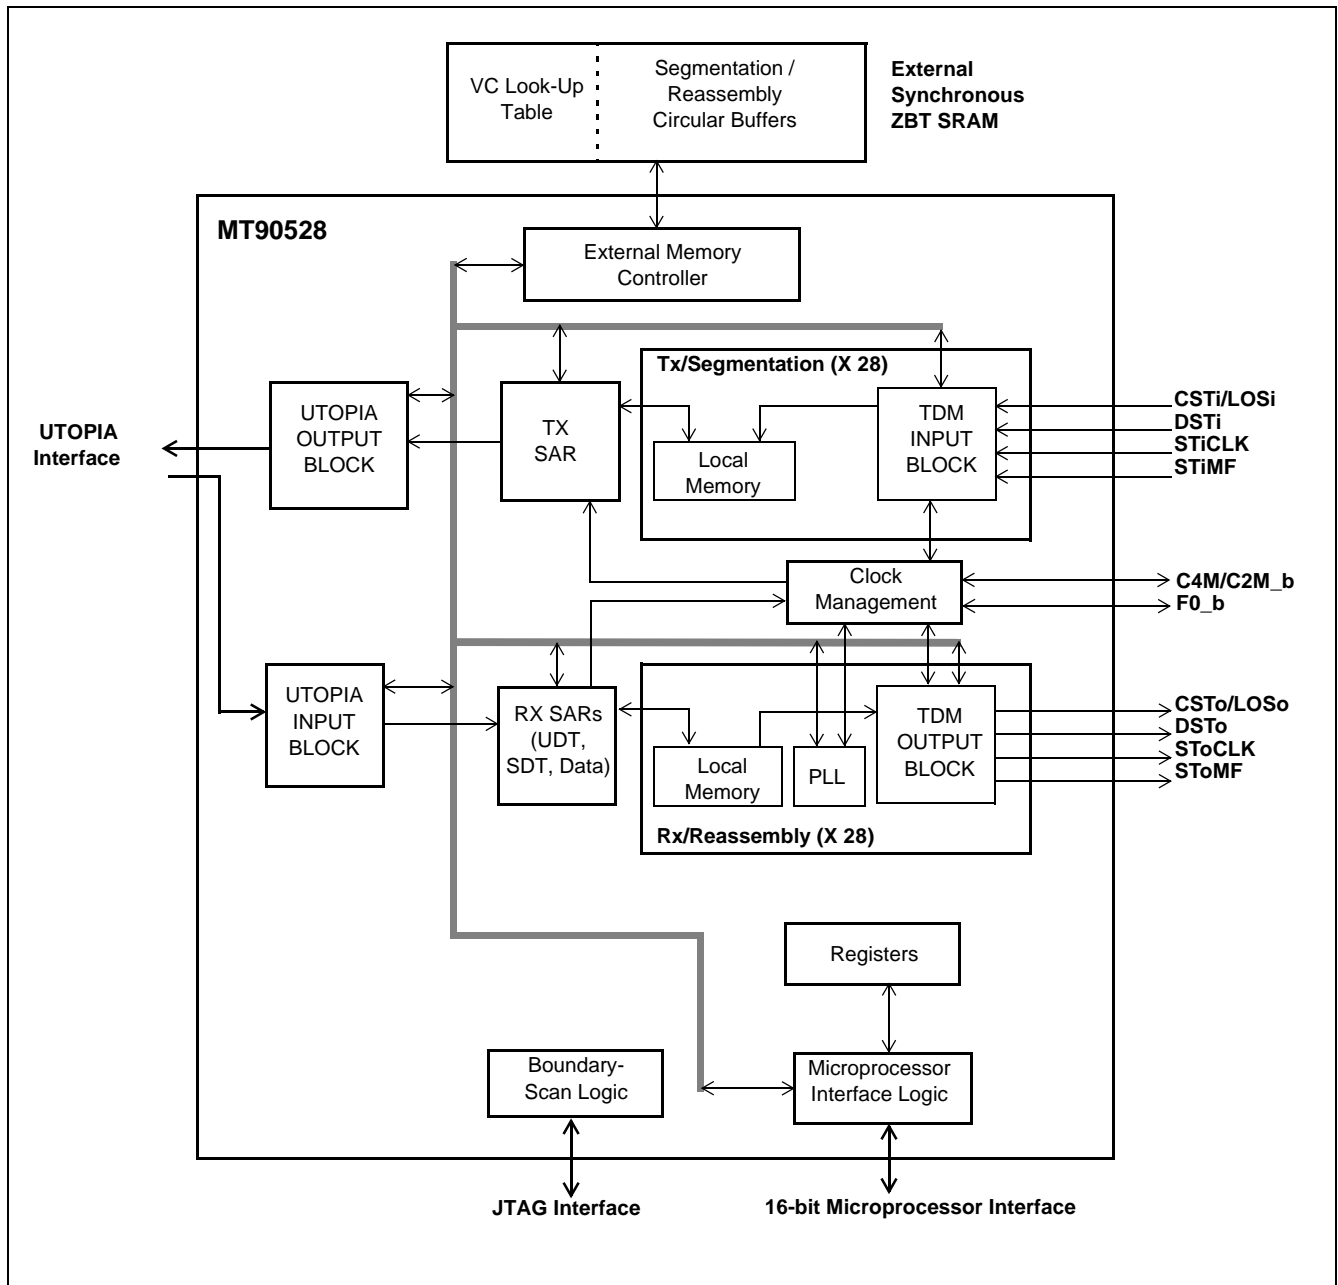 VC Look-Up
Table
Segmentation /
Reassembly
Circular Buffers
External
Synchronous
ZBT SRAM
MT90528
External Memory
Controller
Tx/Segmentation (X 28)
UTOPIA
Interface
UTOPIA
OUTPUT
BLOCK
TX
SAR
Local
Memory
TDM
INPUT
BLOCK
CSTi/LOSi
DSTi
STiCLK
STiMF
Clock
Management
C4M/C2M_b
F0_b
UTOPIA
INPUT
BLOCK
RX SARs
(UDT,
SDT, Data)
Local
Memory
PLL
TDM
OUTPUT
BLOCK
CSTo/LOSo
DSTo
SToCLK
SToMF
Rx/Reassembly (X 28)
Registers
Boundary-
Scan Logic
Microprocessor
Interface Logic
JTAG Interface
16-bit Microprocessor Interface